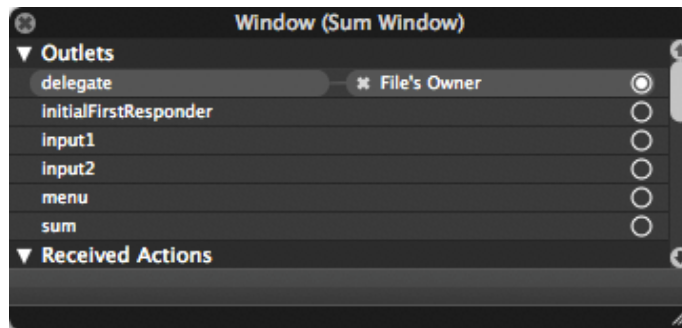 Window (Sum Window)
Outlets
delegate File's Owner
initialFirstResponder
input1
input2
menu
sum
Received Actions